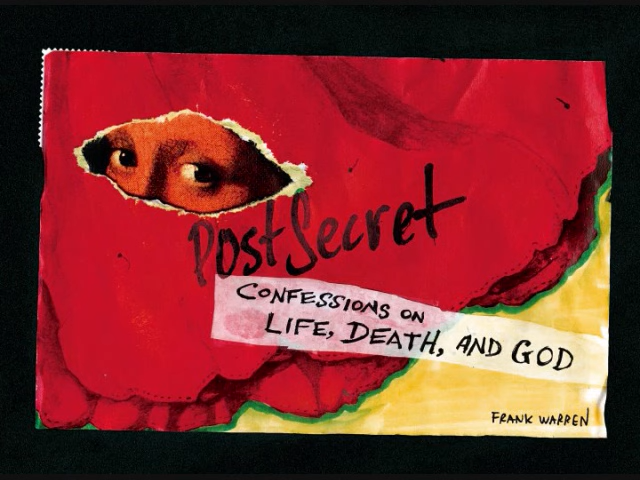 PostSecret
CONFESSIONS ON
LIFE, DEATH, AND GOD
FRANK WARREN